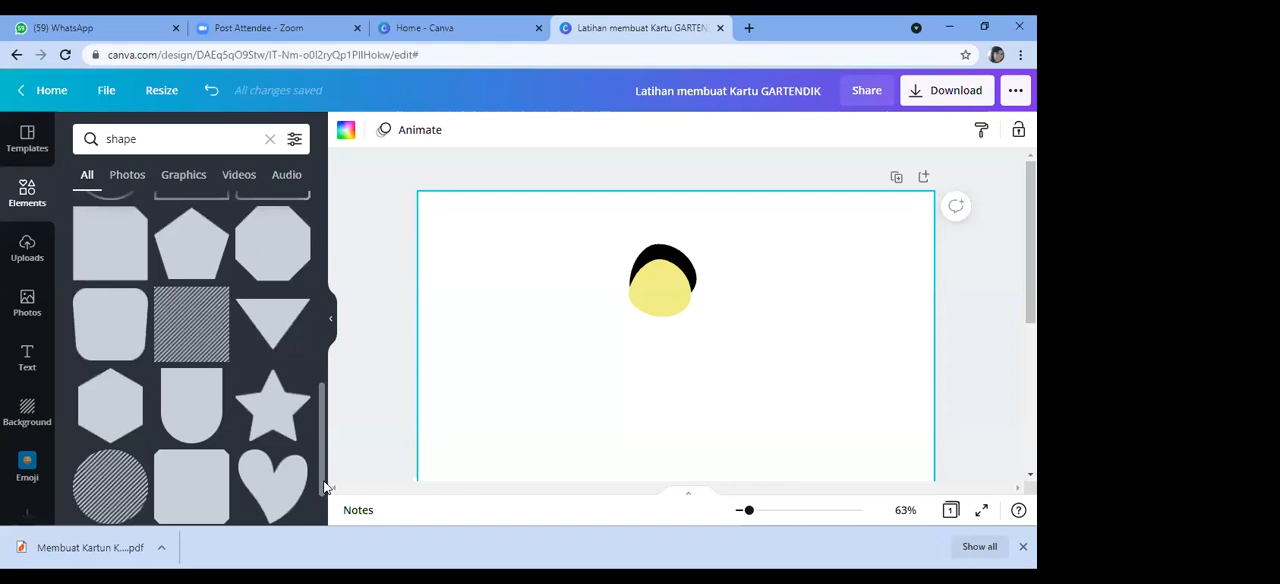 (59) WhatsApp
Post Attendee - Zoom
Home - Canva
Latihan membuat Kartu GARTEN
canva.com/design/DAEq5qO9Stw/IT-Nm-o0l2ryQp1PIIHokw/edit#
Home
File
Resize
All changes saved
Latihan membuat Kartu GARTENDIK
Share
Download
Templates
shape
Animate
All
Photos
Graphics
Videos
Audio
Elements
Uploads
Photos
Text
Background
Emoji
Notes
63%
1
Membuat Kartun K....pdf
Show all